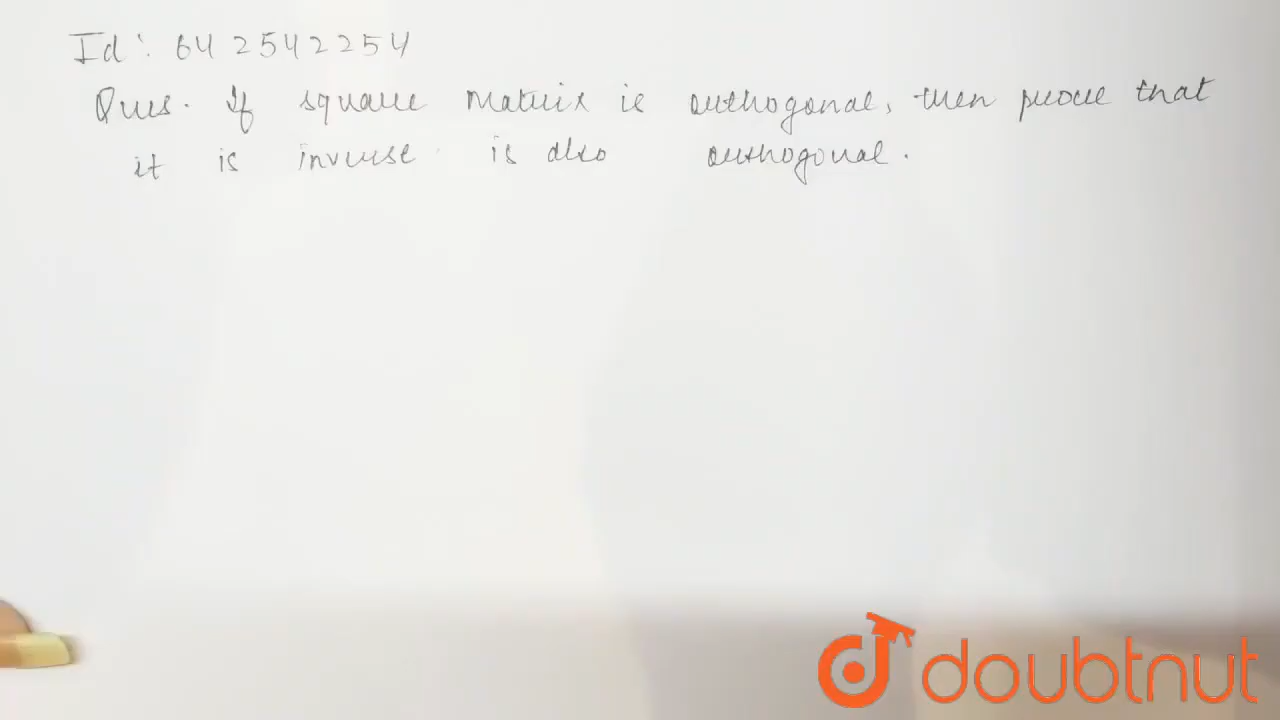 Id: 642542254
Ques. If square matrix is orthogonal, then prove that
it is inverse is also orthogonal.
doubtnut